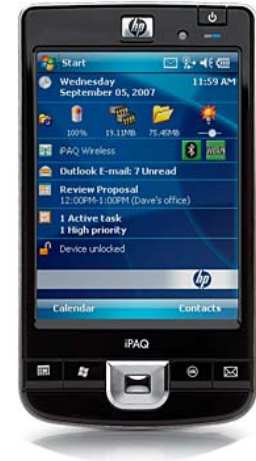 hp
Start
11:59 AM
Wednesday
September 05, 2007
100%
19.11MB
75.45MB
iPAQ Wireless
WLAN
Outlook E-mail: 7 Unread
Review Proposal
12:00PM-1:00PM (Dave's office)
1 Active task
1 High priority
Device unlocked
hp
Calendar
Contacts
iPAQ
OK